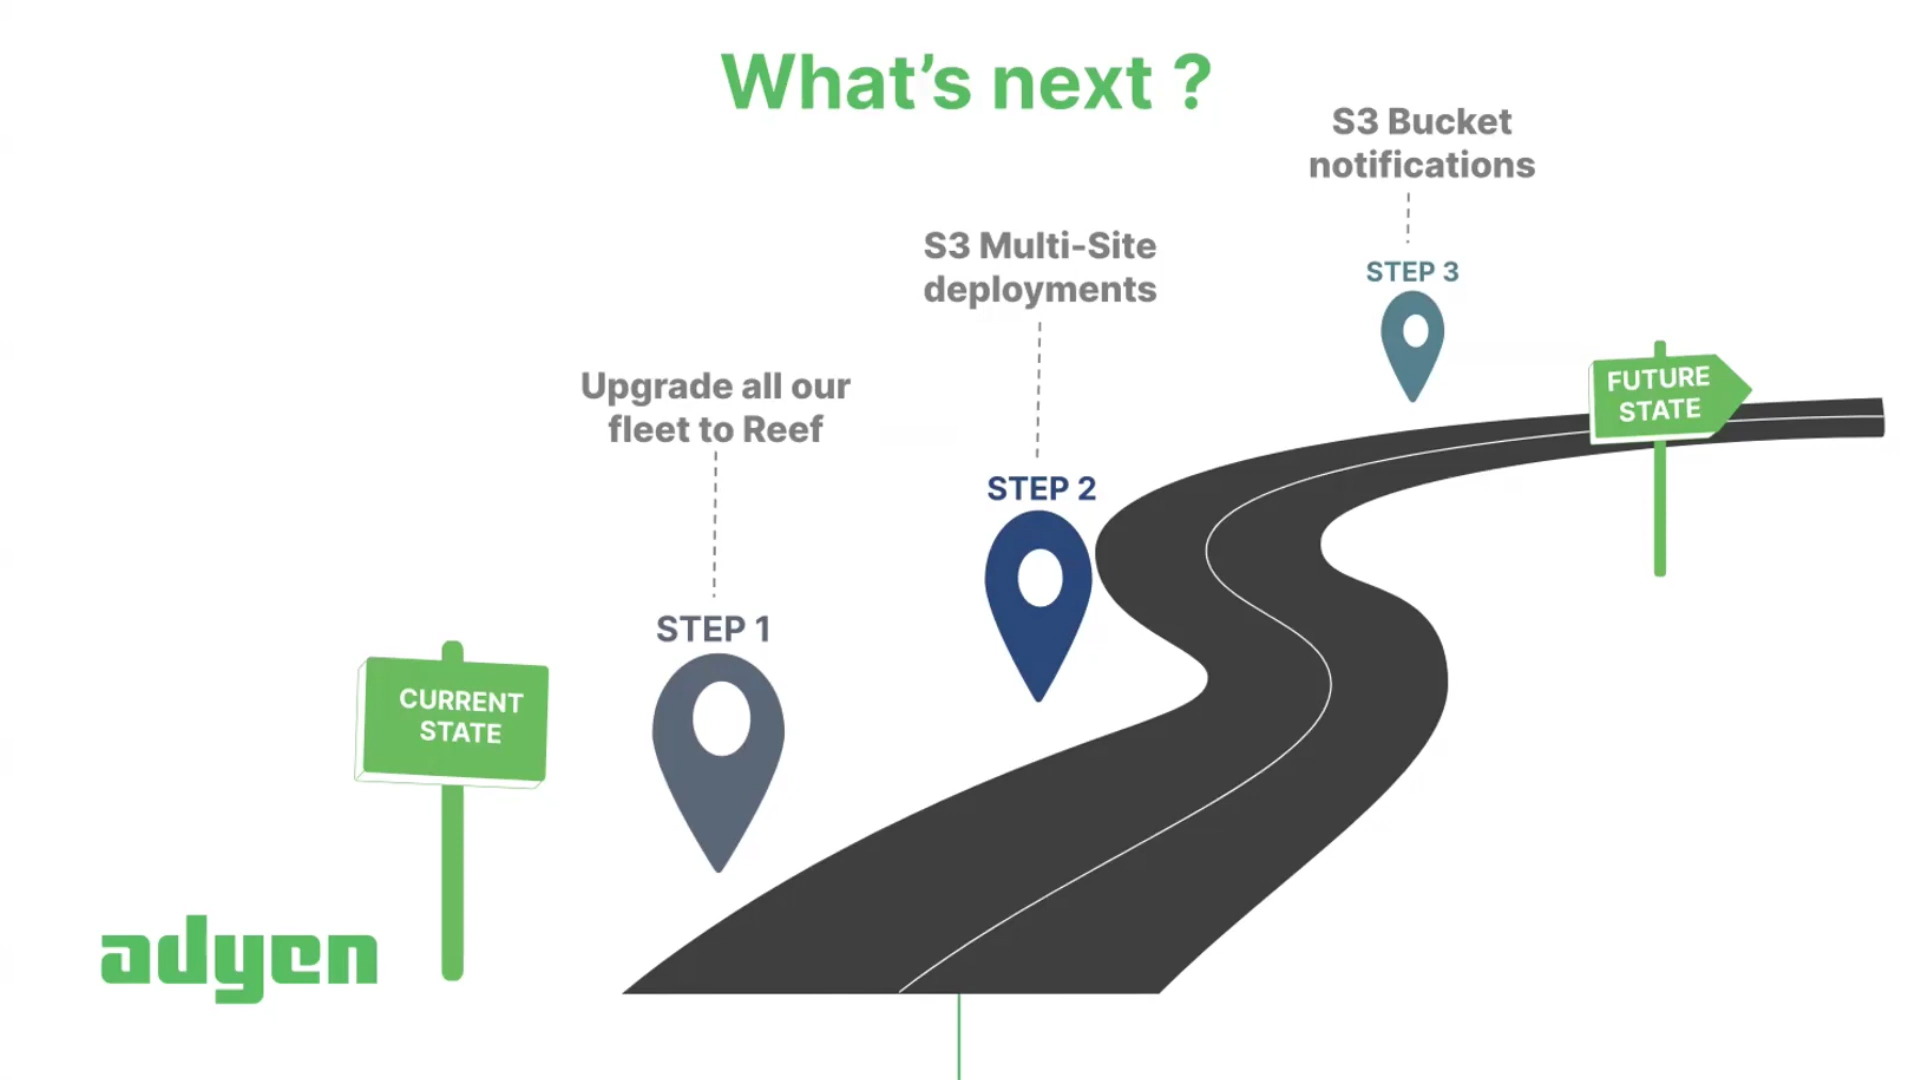 What's next ?
S3 Bucket
notifications
S3 Multi-Site
deployments
STEP 3
Upgrade all our
fleet to Reef
FUTURE
STATE
STEP 2
STEP 1
CURRENT
STATE
adyen